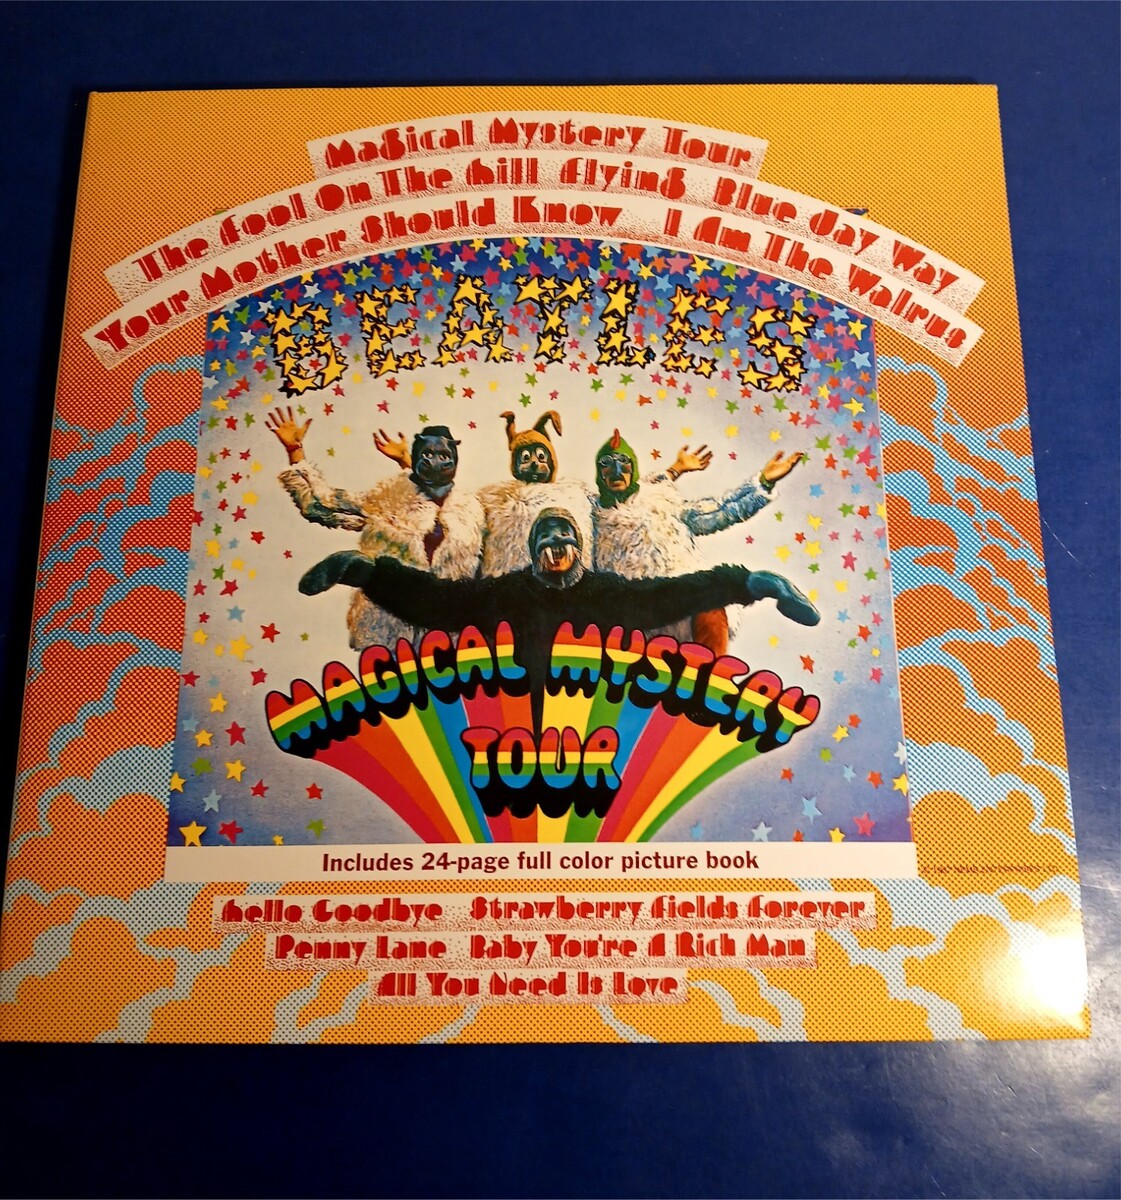 Magical Mystery Tour
The Fool On The Hill Flying Blue Jay Way
Your Mother Should Know I Am The Walrus
BEATLES
MAGICAL MYSTERY
TOUR
Includes 24-page full color picture book
Hello Goodbye Strawberry Fields Forever
Penny Lane Baby You're A Rich Man
All You Need Is Love